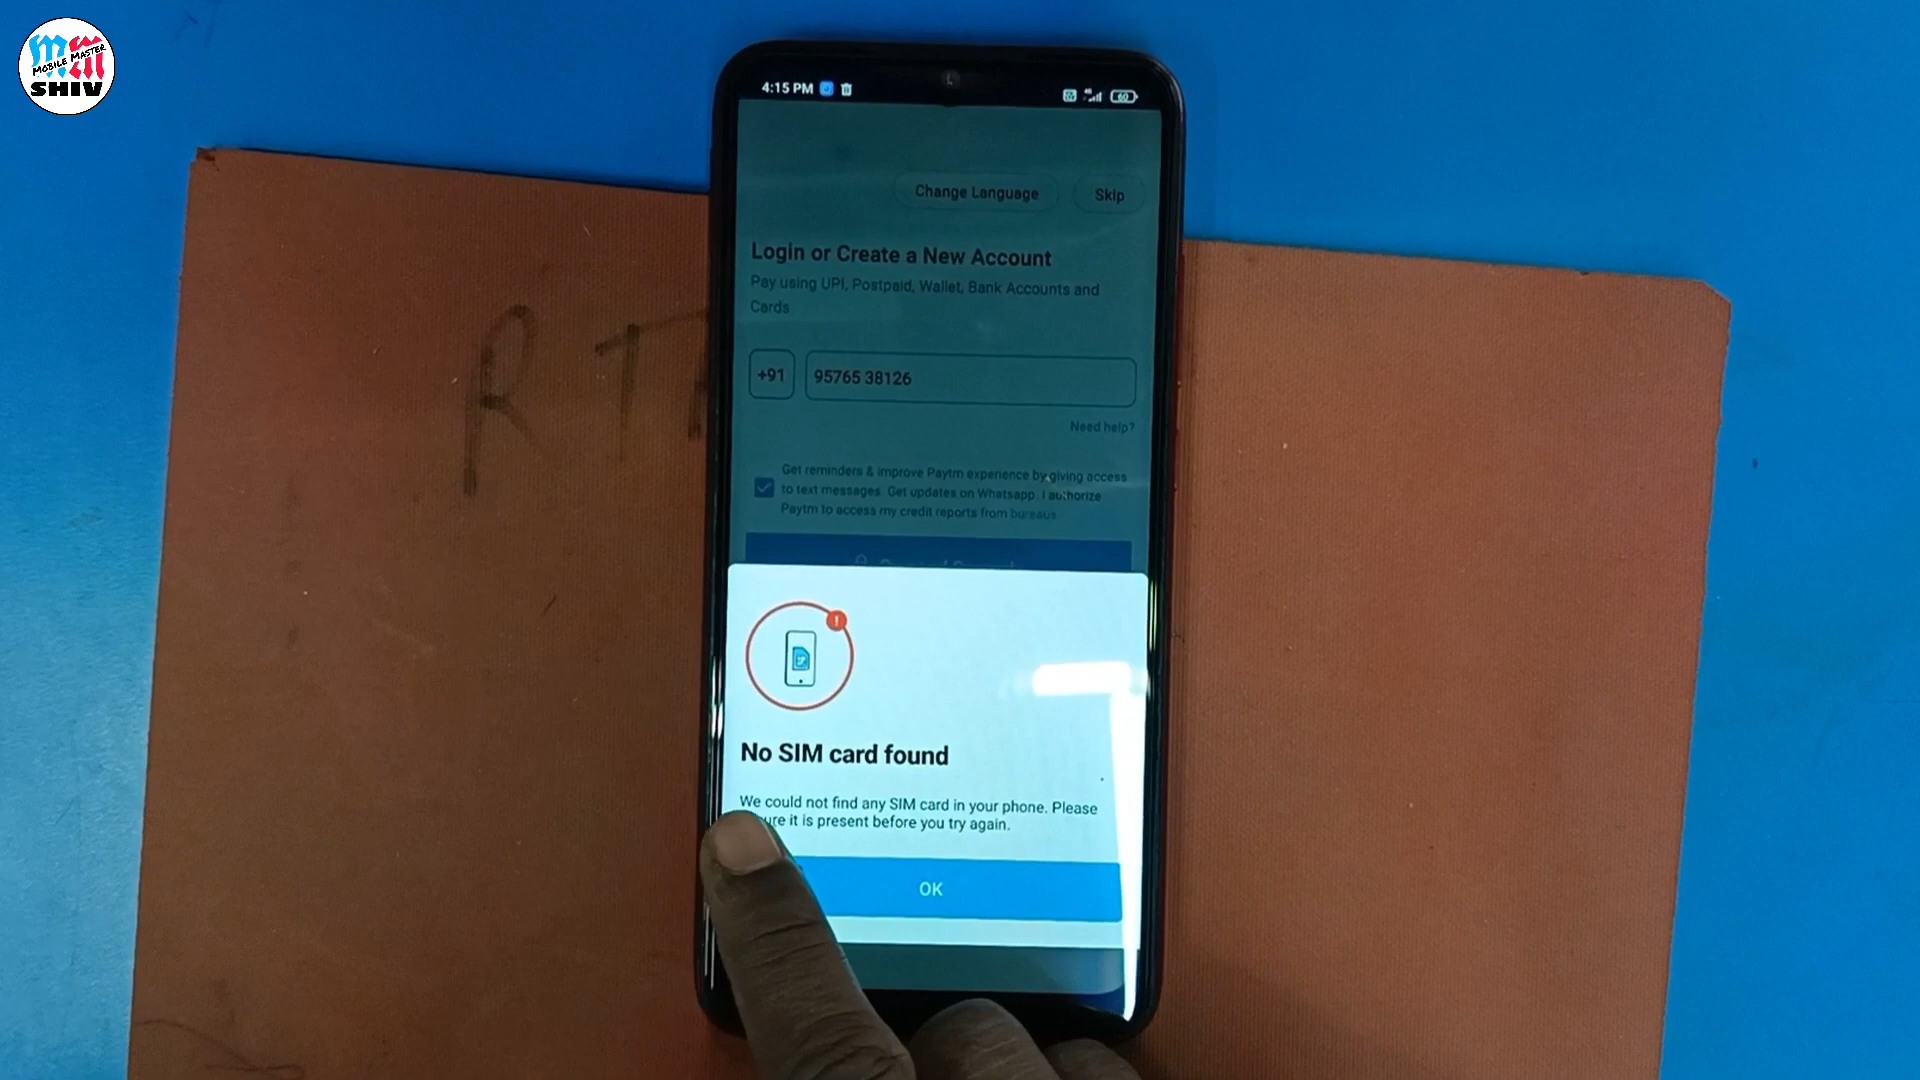 MOBILE MASTER
SHIV
4:15 PM
4G
60
Change Language
Skip
Login or Create a New Account
Pay using UPI, Postpaid, Wallet, Bank Accounts and
Cards
+91
95765 38126
Need help?
Get reminders & improve Paytm experience by giving access
to text messages. Get updates on Whatsapp. I authorize
Paytm to access my credit reports from bureaus.
RT
No SIM card found
We could not find any SIM card in your phone. Please
it is present before you try again.
OK